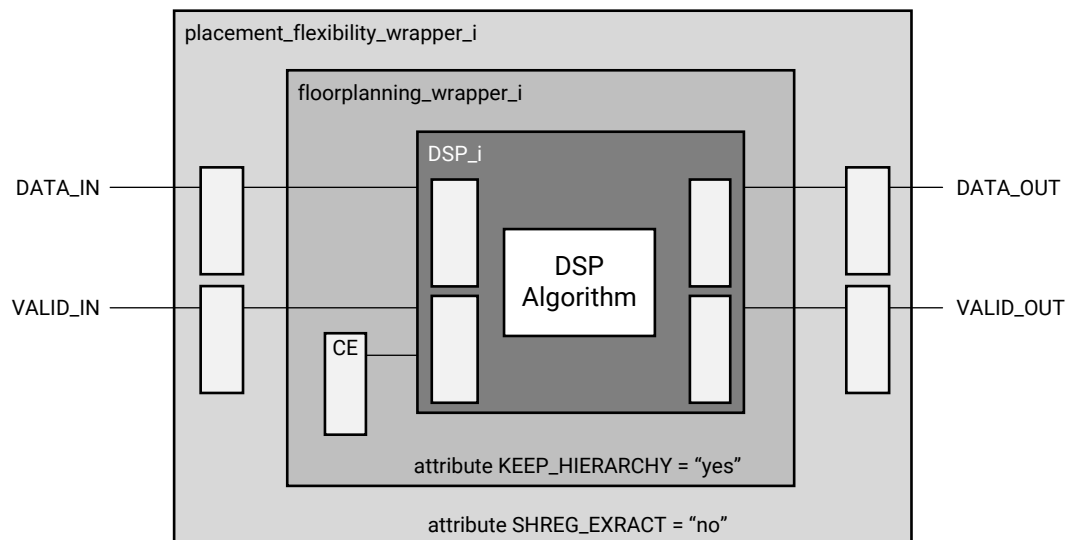 placement_flexibility_wrapper_i
floorplanning_wrapper_i
DSP_i
DATA_IN
DATA_OUT
DSP
Algorithm
VALID_IN
VALID_OUT
CE
attribute KEEP_HIERARCHY = “yes”
attribute SHREG_EXRACT = “no”